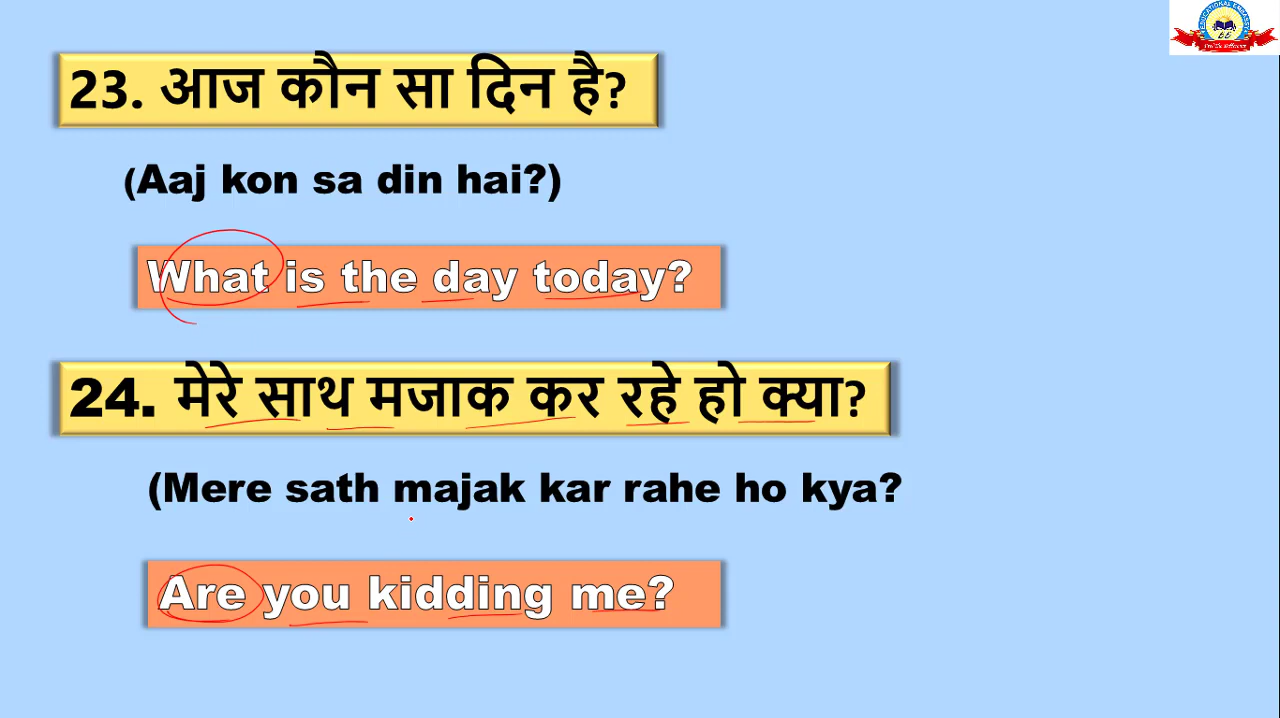 23. आज कौन सा दिन है?
(Aaj kon sa din hai?)
What is the day today?
24. मेरे साथ मजाक कर रहे हो क्या?
(Mere sath majak kar rahe ho kya?
Are you kidding me?